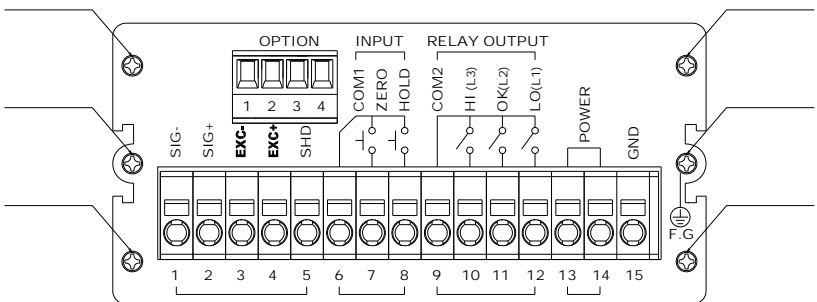 OPTION INPUT RELAY OUTPUT
1 2 3 4
SIG-
SIG+
EXC-
EXC+
SHD
COM1
ZERO
HOLD
COM2
HI (L3)
OK(L2)
LO(L1)
POWER
GND
F.G
1 2 3 4 5 6 7 8 9 10 11 12 13 14 15